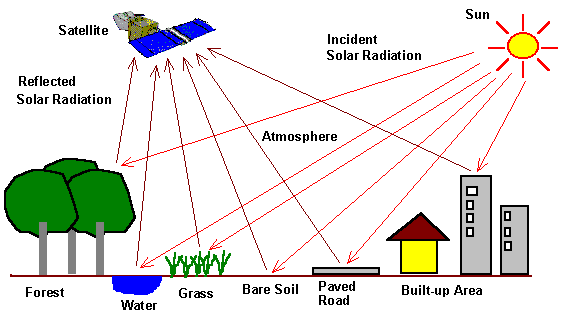 Sun
Satellite
Incident
Solar Radiation
Reflected
Solar Radiation
Atmosphere
Forest
Water
Grass
Bare Soil
Paved
Road
Built-up Area